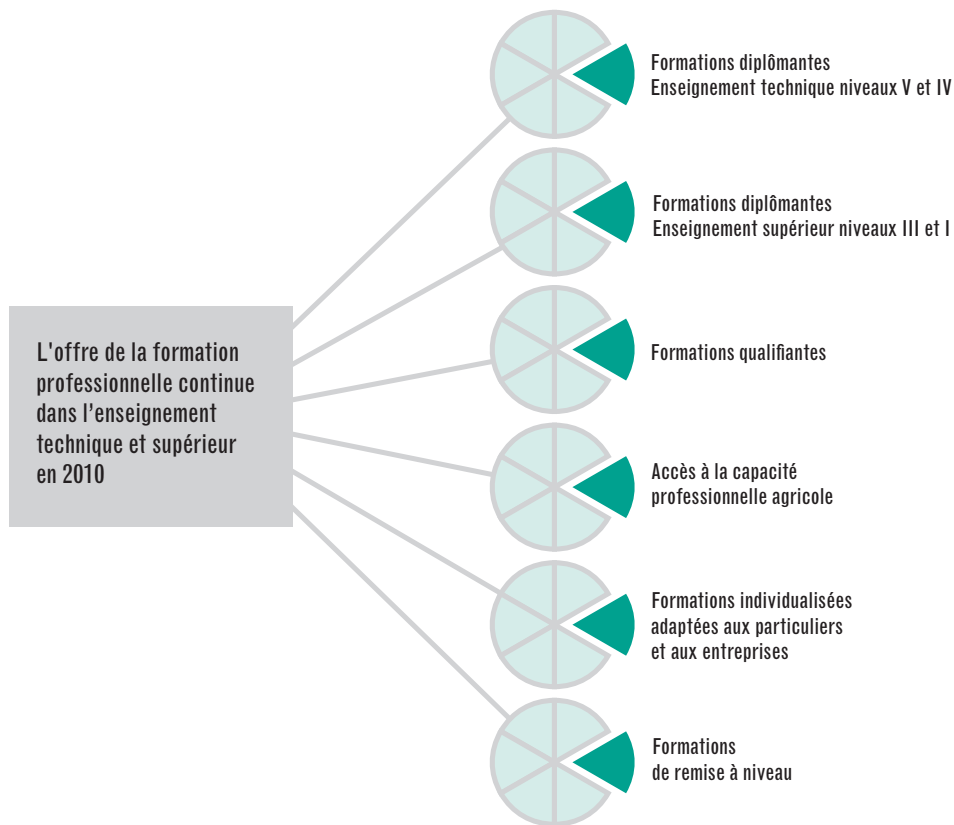 Formations diplômantes
Enseignement technique niveaux V et IV
Formations diplômantes
Enseignement supérieur niveaux III et I
L'offre de la formation
professionnelle continue
dans l’enseignement
technique et supérieur
en 2010
Formations qualifiantes
Accès à la capacité
professionnelle agricole
Formations individualisées
adaptées aux particuliers
et aux entreprises
Formations
de remise à niveau